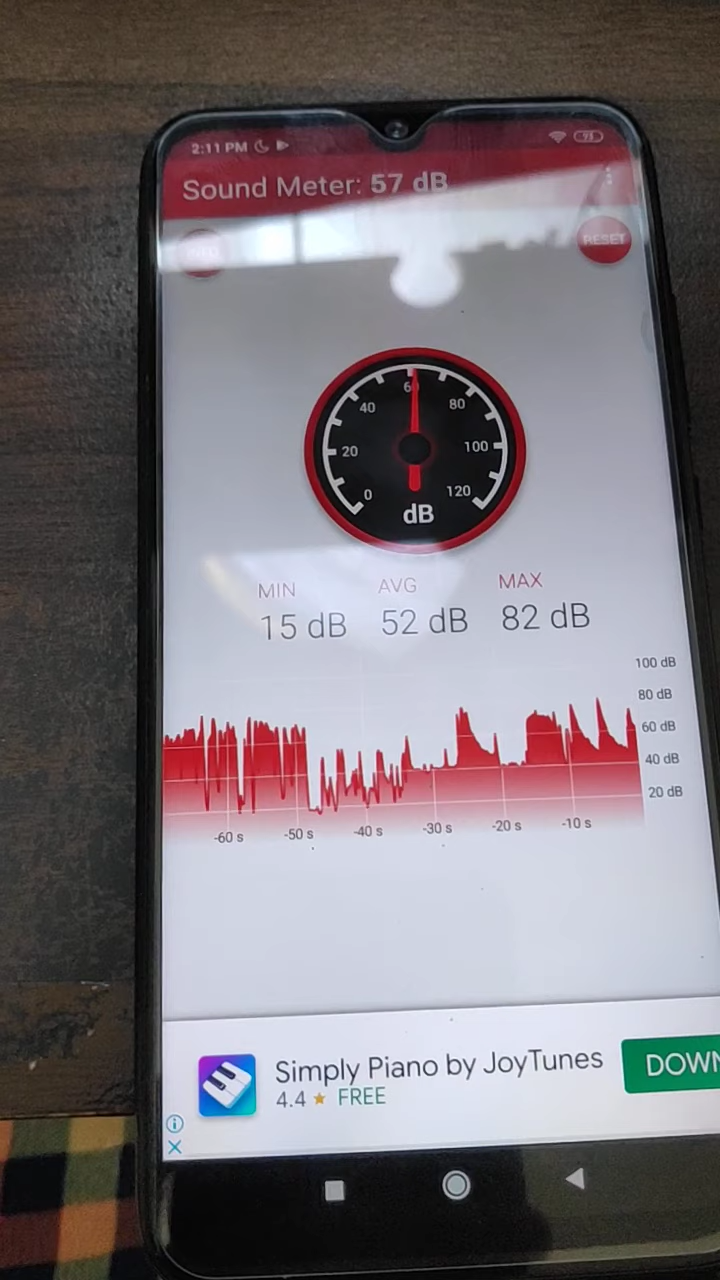 2:11 PM
93
Sound Meter: 57 dB
RESET
0
20
40
60
80
100
120
dB
MIN AVG MAX
15 dB 52 dB 82 dB
100 dB
80 dB
60 dB
40 dB
20 dB
-60 s -50 s -40 s -30 s -20 s -10 s
Simply Piano by JoyTunes
4.4 ★ FREE
DOWN